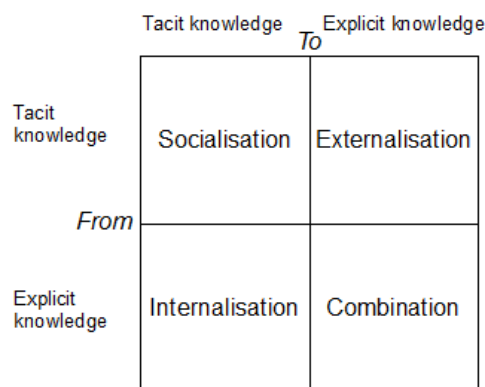 Tacit knowledge
Explicit knowledge
To
Tacit
knowledge
Socialisation
Externalisation
From
Explicit
knowledge
Internalisation
Combination